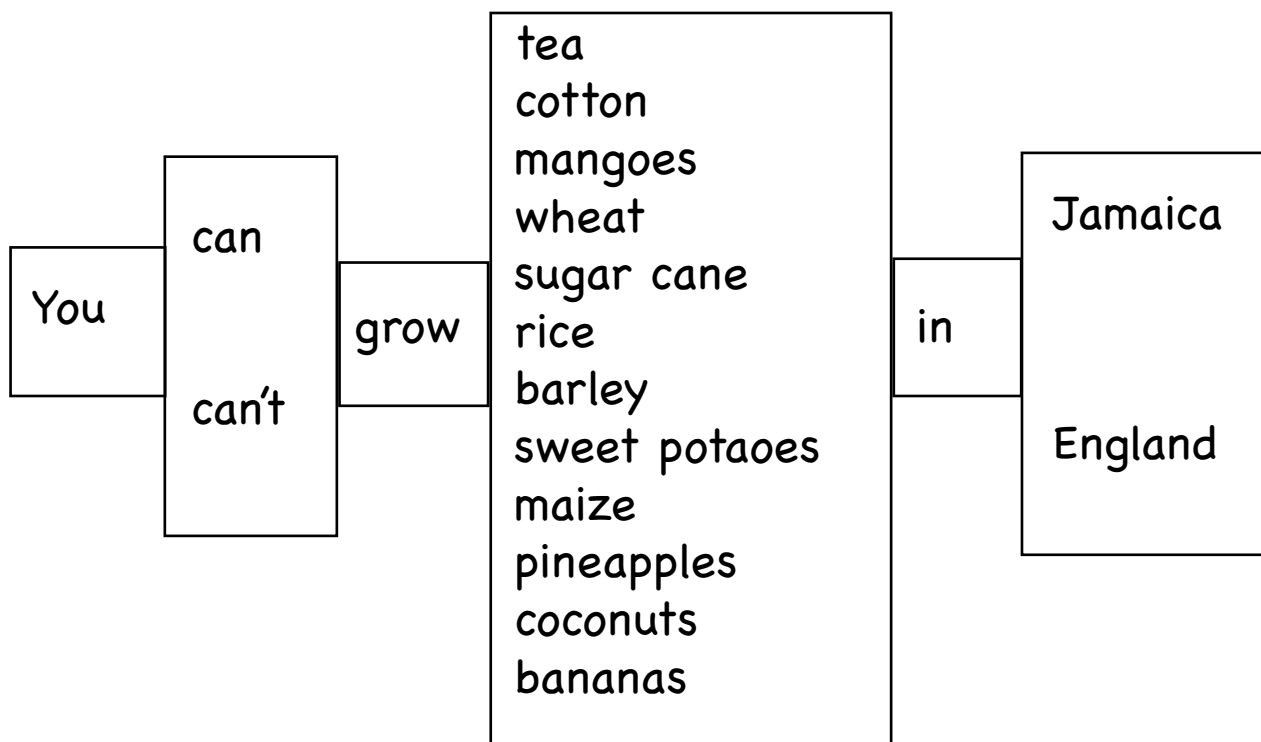 You
can
can't
grow
tea
cotton
mangoes
wheat
sugar cane
rice
barley
sweet potaoes
maize
pineapples
coconuts
bananas
in
Jamaica
England